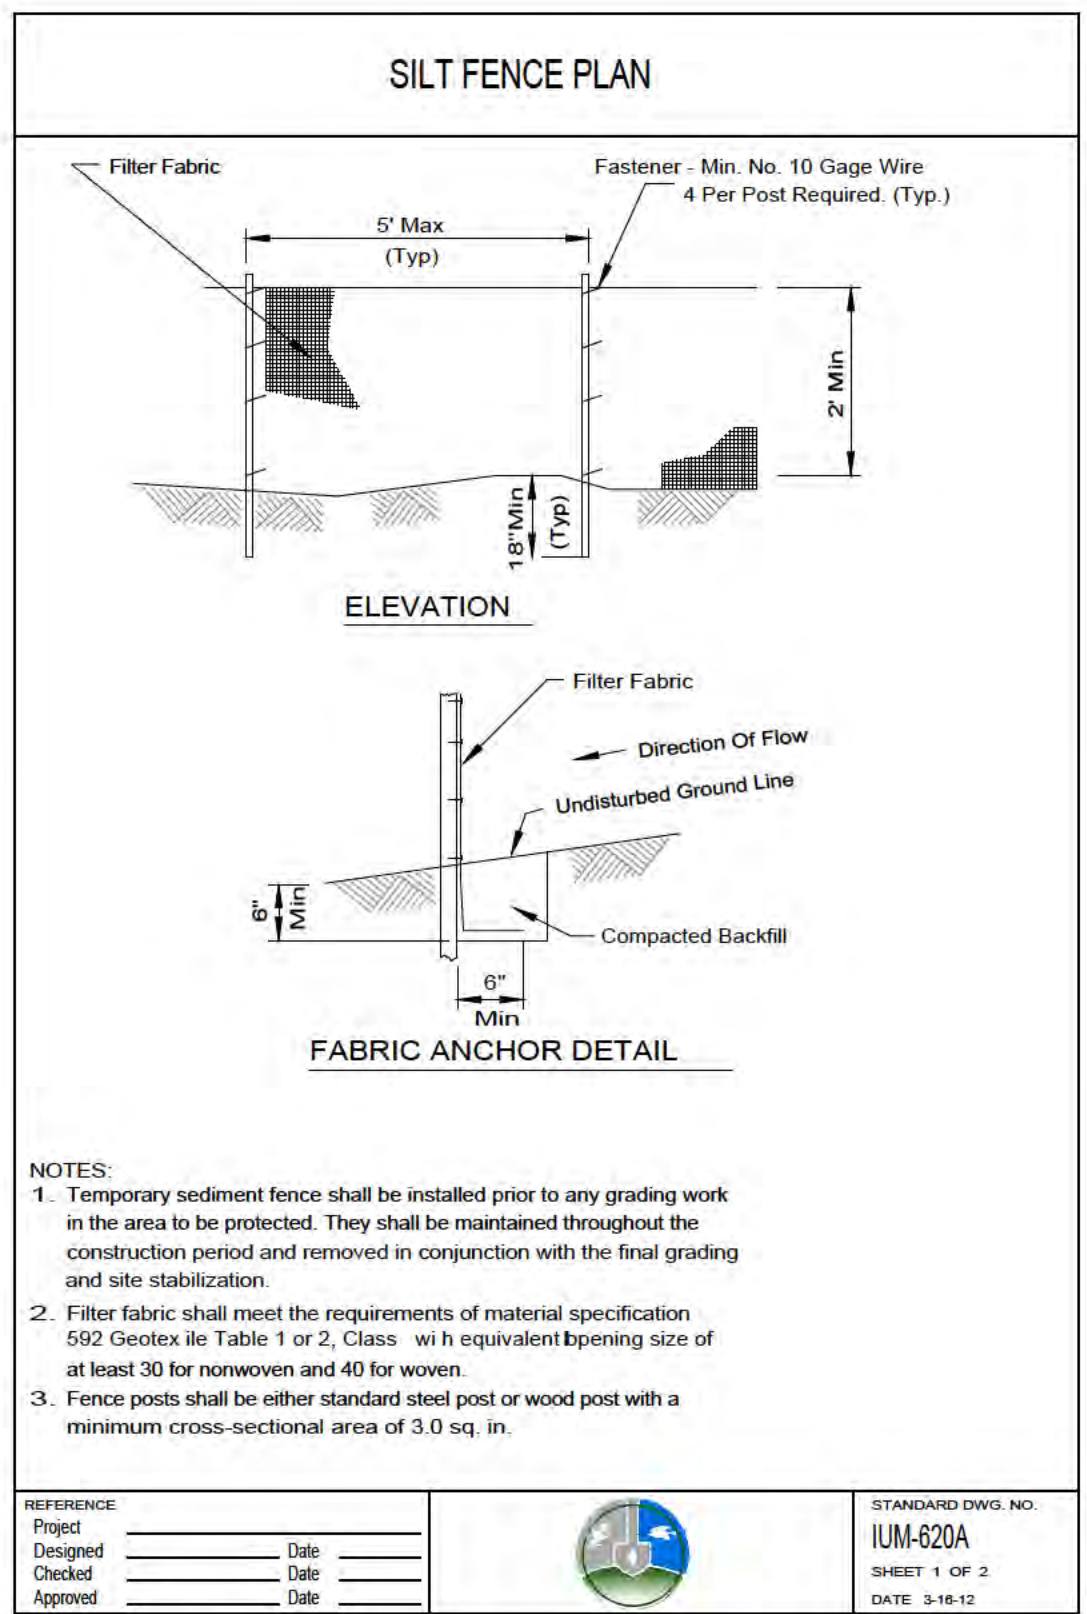 SILT FENCE PLAN
Filter Fabric
Fastener - Min. No. 10 Gage Wire
4 Per Post Required. (Typ.)
5' Max
(Typ)
2' Min
18"Min
(Typ)
ELEVATION
Filter Fabric
Direction Of Flow
Undisturbed Ground Line
6"
Min
Compacted Backfill
6"
Min
FABRIC ANCHOR DETAIL
NOTES:
1. Temporary sediment fence shall be installed prior to any grading work
in the area to be protected. They shall be maintained throughout the
construction period and removed in conjunction with the final grading
and site stabilization.
2. Filter fabric shall meet the requirements of material specification
592 Geotex ile Table 1 or 2, Class wi h equivalent opening size of
at least 30 for nonwoven and 40 for woven.
3. Fence posts shall be either standard steel post or wood post with a
minimum cross-sectional area of 3.0 sq. in.
REFERENCE
Project
Designed Date
Checked Date
Approved Date
STANDARD DWG. NO.
IUM-620A
SHEET 1 OF 2
DATE 3-16-12